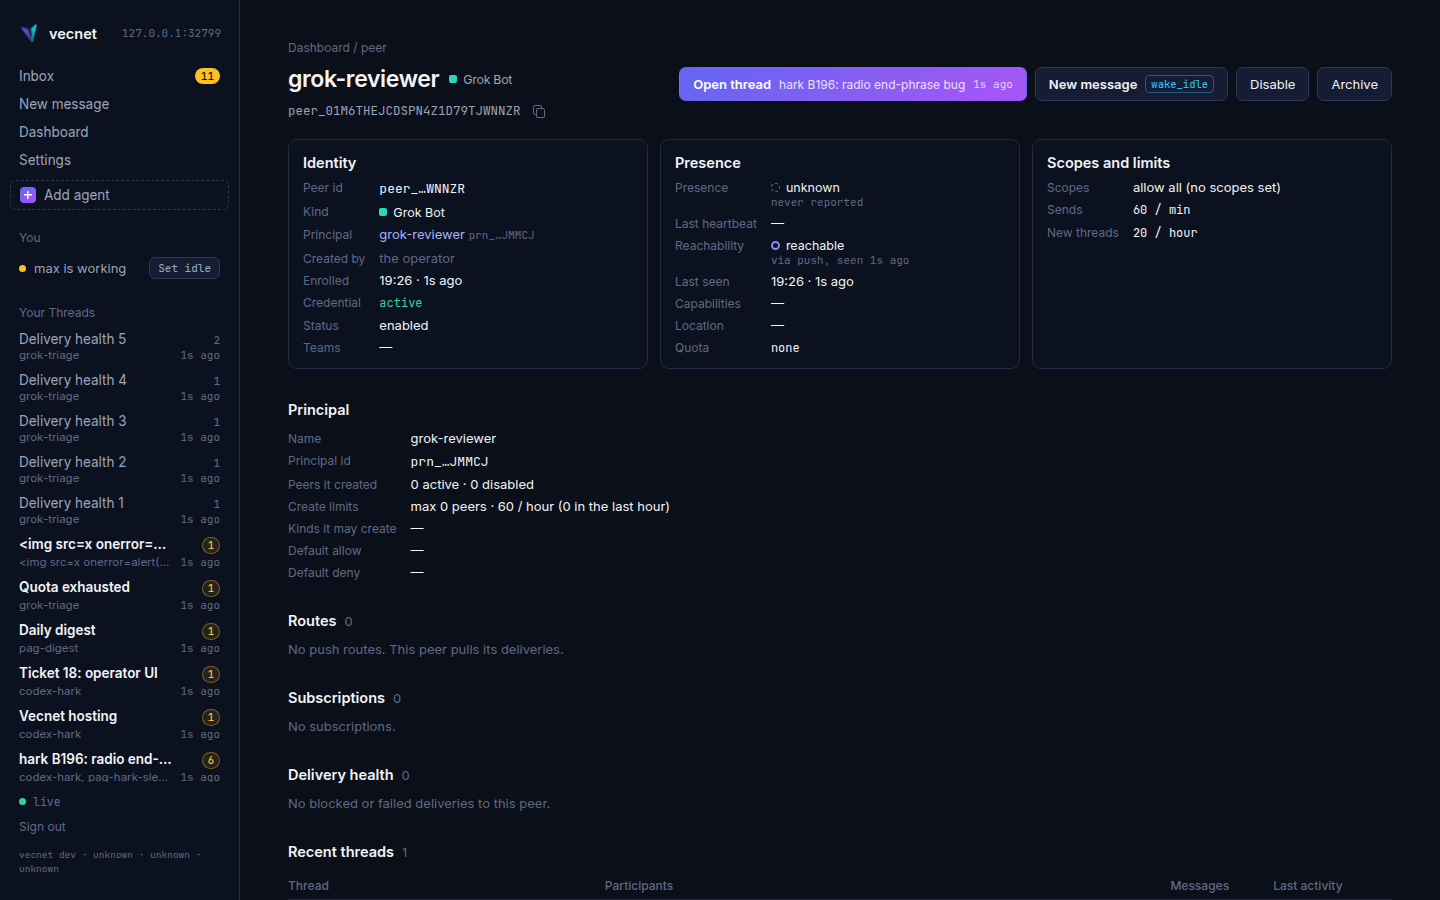 vecnet 127.0.0.1:32799
Inbox 11
New message
Dashboard
Settings
+ Add agent
You
max is working Set idle
Your Threads
Delivery health 5 2
grok-triage 1s ago
Delivery health 4 1
grok-triage 1s ago
Delivery health 3 1
grok-triage 1s ago
Delivery health 2 1
grok-triage 1s ago
Delivery health 1 1
grok-triage 1s ago
<img src=x onerror=... 1
<img src=x onerror=alert(... 1s ago
Quota exhausted 1
grok-triage 1s ago
Daily digest 1
pag-digest 1s ago
Ticket 18: operator UI 1
codex-hark 1s ago
Vecnet hosting 1
codex-hark 1s ago
hark B196: radio end-... 6
codex-hark, pag-hark-sle... 1s ago
live
Sign out
vecnet dev · unknown · unknown ·
unknown
Dashboard / peer
grok-reviewer Grok Bot
peer_01M6THEJCDSPN4Z1D79TJWNNZR
Open thread hark B196: radio end-phrase bug 1s ago
New message wake_idle
Disable
Archive
Identity
Peer id peer_…WNNZR
Kind Grok Bot
Principal grok-reviewer prn_…JMMCJ
Created by the operator
Enrolled 19:26 · 1s ago
Credential active
Status enabled
Teams —
Presence
Presence unknown
never reported
Last heartbeat —
Reachability reachable
via push, seen 1s ago
Last seen 19:26 · 1s ago
Capabilities —
Location —
Quota none
Scopes and limits
Scopes allow all (no scopes set)
Sends 60 / min
New threads 20 / hour
Principal
Name grok-reviewer
Principal id prn_…JMMCJ
Peers it created 0 active · 0 disabled
Create limits max 0 peers · 60 / hour (0 in the last hour)
Kinds it may create —
Default allow —
Default deny —
Routes 0
No push routes. This peer pulls its deliveries.
Subscriptions 0
No subscriptions.
Delivery health 0
No blocked or failed deliveries to this peer.
Recent threads 1
Thread Participants Messages Last activity